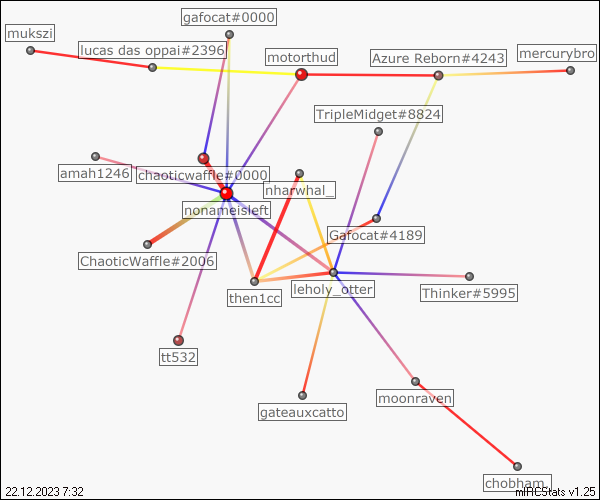 gafocat#0000
mukszi
lucas das oppai#2396
motorthud
Azure Reborn#4243
mercurybro
TripleMidget#8824
amah1246
chaoticwaffle#0000
nharwhal_
nonameisleft
Gafocat#4189
ChaoticWaffle#2006
then1cc
leholy_otter
Thinker#5995
tt532
gateauxcatto
moonraven
chobham.
22.12.2023 7:32
mIRCStats v1.25